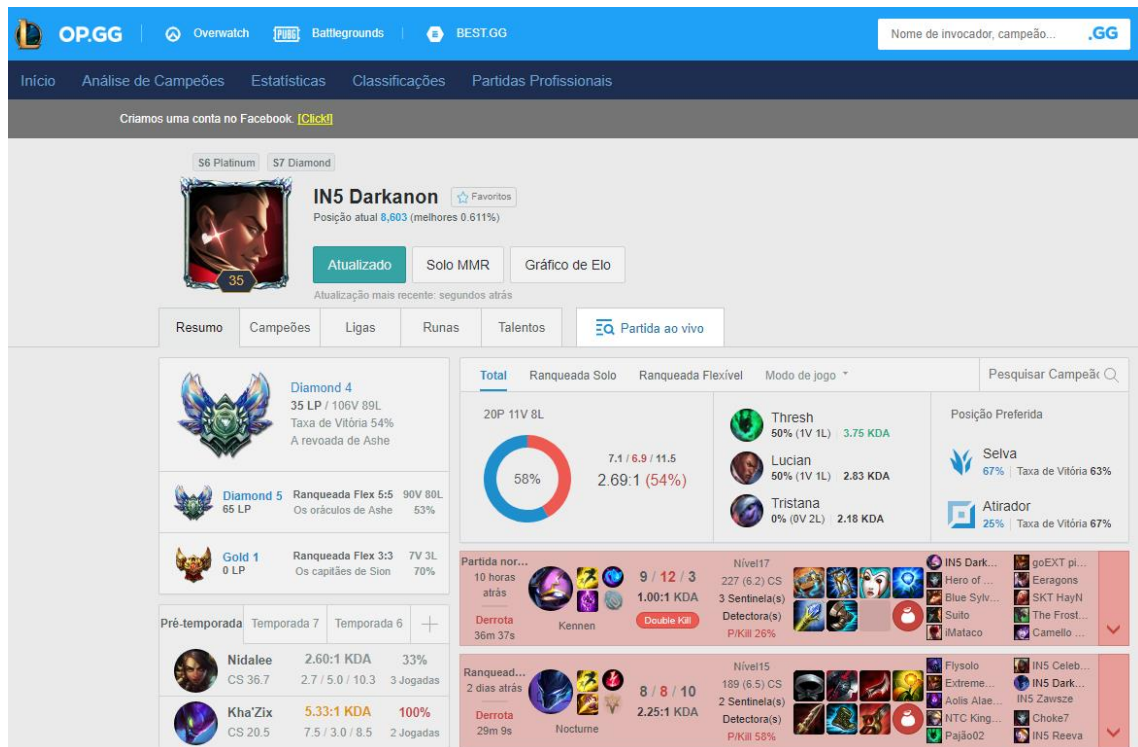 OP.GG
Overwatch
PUBG Battlegrounds
BEST.GG
Nome de invocador, campeão... .GG
Início Análise de Campeões Estatísticas Classificações Partidas Profissionais
Criamos uma conta no Facebook. [Click!]
S6 Platinum S7 Diamond
IN5 Darkanon Favoritos
Posição atual 8,603 (melhores 0.611%)
Atualizado Solo MMR Gráfico de Elo
35
Atualização mais recente: segundos atrás
Resumo Campeões Ligas Runas Talentos Partida ao vivo
Diamond 4
35 LP / 106V 89L
Taxa de Vitória 54%
A revoada de Ashe
Diamond 5 Ranqueada Flex 5:5 90V 80L
65 LP Os oráculos de Ashe 53%
Gold 1 Ranqueada Flex 3:3 7V 3L
0 LP Os capitães de Sion 70%
Pré-temporada Temporada 7 Temporada 6
Nidalee 2.60:1 KDA 33%
CS 36.7 2.7 / 5.0 / 10.3 3 Jogadas
Kha'Zix 5.33:1 KDA 100%
CS 20.5 7.5 / 3.0 / 8.5 2 Jogadas
Total Ranqueada Solo Ranqueada Flexível Modo de jogo Pesquisar Campeã
20P 11V 8L
58%
7.1 / 6.9 / 11.5
2.69:1 (54%)
Thresh
50% (1V 1L) 3.75 KDA
Lucian
50% (1V 1L) 2.83 KDA
Tristana
0% (0V 2L) 2.18 KDA
Posição Preferida
Selva
67% Taxa de Vitória 63%
Atirador
25% Taxa de Vitória 67%
Partida nor...
10 horas
atrás
Derrota
36m 37s
Kennen
9 / 12 / 3
1.00:1 KDA
Double Kill
Nível17
227 (6.2) CS
3 Sentinela(s)
Detectora(s)
P/Kill 26%
IN5 Dark... goEXT pi...
Hero of ... Eeragons
Blue Sylv... SKT HayN
Suito The Frost...
iMataco Camello ...
Ranquead...
2 dias atrás
Derrota
29m 9s
Nocturne
8 / 8 / 10
2.25:1 KDA
Nível15
189 (6.5) CS
2 Sentinela(s)
Detectora(s)
P/Kill 58%
Flysolo IN5 Celeb...
Extreme... IN5 Dark...
Aolis Alae... IN5 Zawsze
NTC King... Choke7
Pajão02 IN5 Reeva